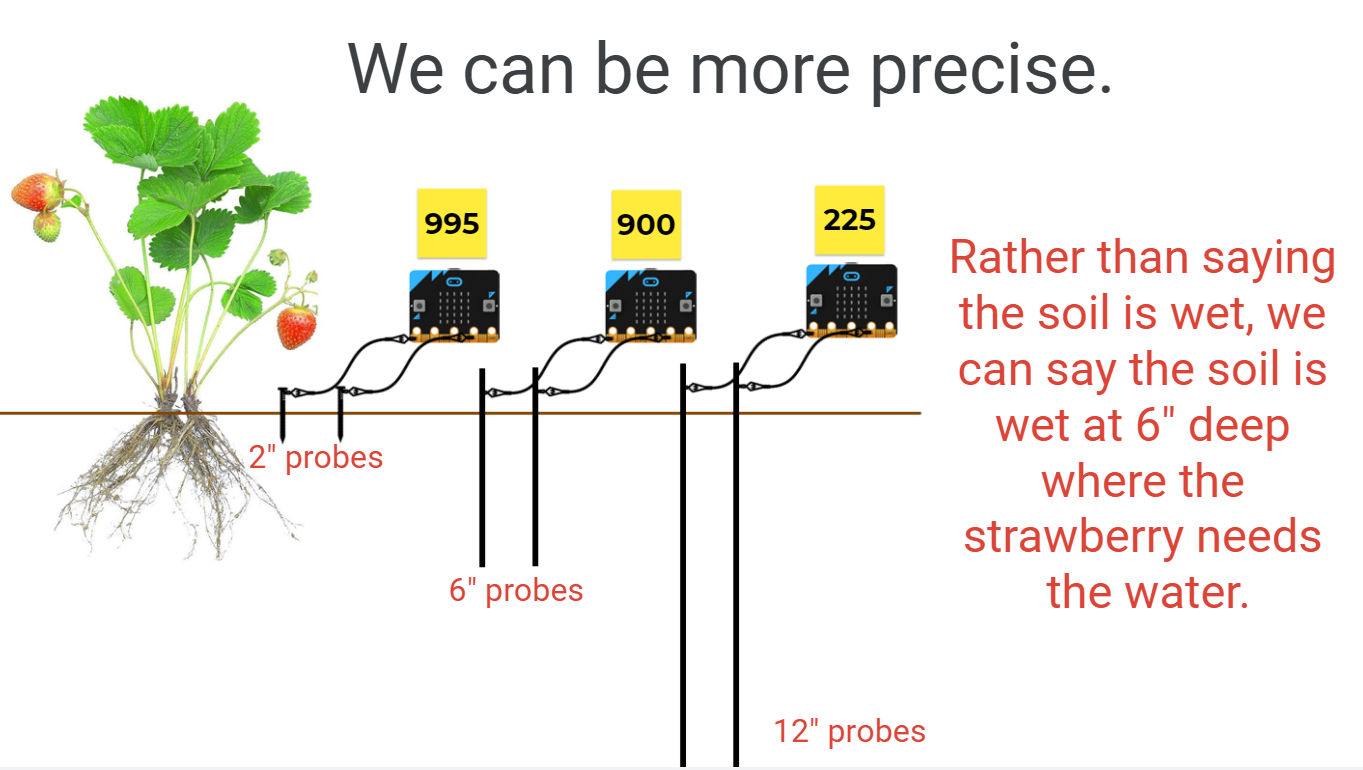 We can be more precise.
995
900
225
Rather than saying
the soil is wet, we
can say the soil is
wet at 6" deep
where the
strawberry needs
the water.
2" probes
6" probes
12" probes